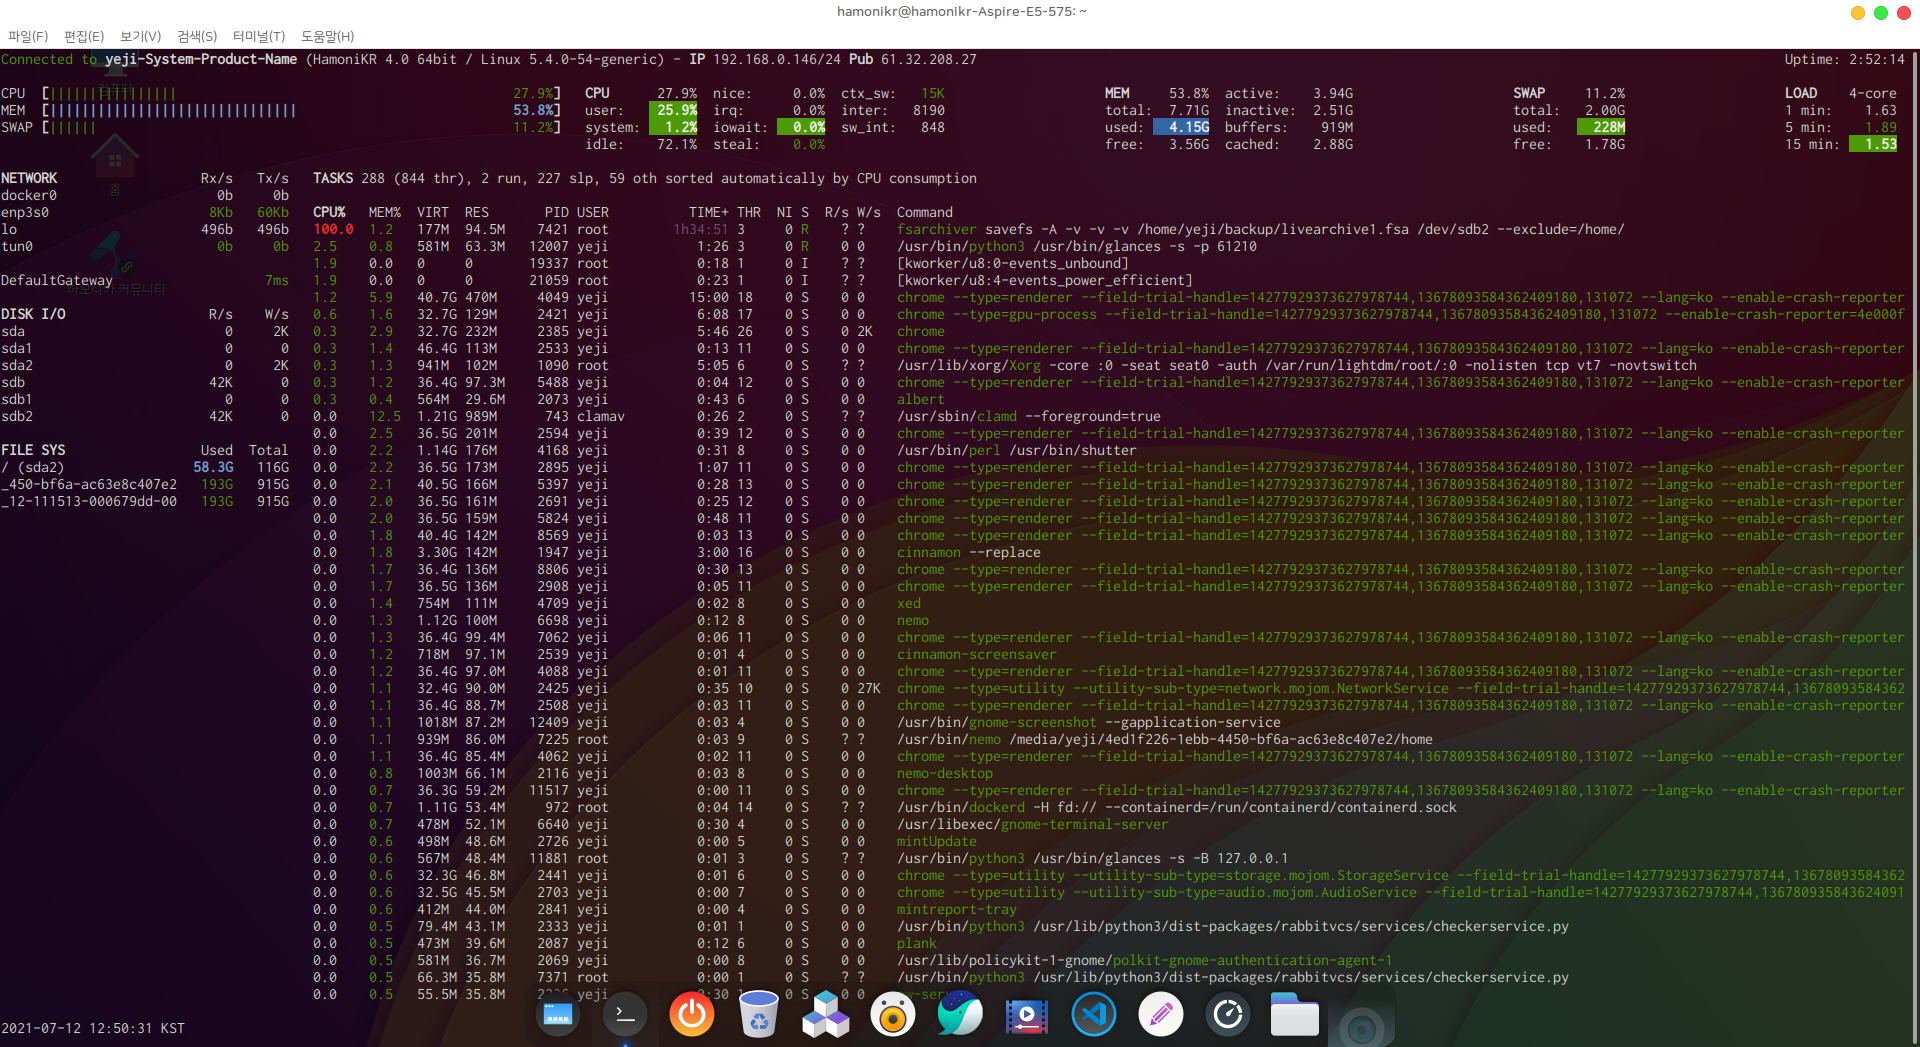 hamonikr@hamonikr-Aspire-E5-575: ~
파일(F) 편집(E) 보기(V) 검색(S) 터미널(T) 도움말(H)
Connected to yeji-System-Product-Name (HamoniKR 4.0 64bit / Linux 5.4.0-54-generic) - IP 192.168.0.146/24 Pub 61.32.208.27 Uptime: 2:52:14
CPU [|||||||||||||||| 27.9%] CPU 27.9% nice: 0.0% ctx_sw: 15K MEM 53.8% active: 3.94G SWAP 11.2% LOAD 4-core
MEM [||||||||||||||||||||||||||||||| 53.8%] user: 25.9% irq: 0.0% inter: 8190 total: 7.71G inactive: 2.51G total: 2.00G 1 min: 1.63
SWAP [|||||| 11.2%] system: 1.2% iowait: 0.0% sw_int: 848 used: 4.15G buffers: 919M used: 228M 5 min: 1.89
idle: 72.1% steal: 0.0% free: 3.56G cached: 2.88G free: 1.78G 15 min: 1.53
홈
하모니카 커뮤니티
NETWORK Rx/s Tx/s TASKS 288 (844 thr), 2 run, 227 slp, 59 oth sorted automatically by CPU consumption
docker0 0b 0b
enp3s0 8Kb 60Kb CPU% MEM% VIRT RES PID USER TIME+ THR NI S R/s W/s Command
lo 496b 496b 100.0 1.2 177M 94.5M 7421 root 1h34:51 3 0 R ? ? fsarchiver savefs -A -v -v -v /home/yeji/backup/livearchive1.fsa /dev/sdb2 --exclude=/home/
tun0 0b 0b 2.5 0.8 581M 63.3M 12007 yeji 1:26 3 0 R 0 0 /usr/bin/python3 /usr/bin/glances -s -p 61210
1.9 0.0 0 0 19337 root 0:18 1 0 I ? ? [kworker/u8:0-events_unbound]
DefaultGateway 7ms 1.9 0.0 0 0 21059 root 0:23 1 0 I ? ? [kworker/u8:4-events_power_efficient]
1.2 5.9 40.7G 470M 4049 yeji 15:00 18 0 S 0 0 chrome --type=renderer --field-trial-handle=14277929373627978744,13678093584362409180,131072 --lang=ko --enable-crash-reporter
DISK I/O R/s W/s 0.6 1.6 32.7G 129M 2421 yeji 6:08 17 0 S 0 0 chrome --type=gpu-process --field-trial-handle=14277929373627978744,13678093584362409180,131072 --enable-crash-reporter=4e000f
sda 0 2K 0.3 2.9 32.7G 232M 2385 yeji 5:46 26 0 S 0 2K chrome
sda1 0 0 0.3 1.4 46.4G 113M 2533 yeji 0:13 11 0 S 0 0 chrome --type=renderer --field-trial-handle=14277929373627978744,13678093584362409180,131072 --lang=ko --enable-crash-reporter
sda2 0 2K 0.3 1.3 941M 102M 1090 root 5:05 6 0 S ? ? /usr/lib/xorg/Xorg -core :0 -seat seat0 -auth /var/run/lightdm/root/:0 -nolisten tcp vt7 -novtswitch
sdb 42K 0 0.3 1.2 36.4G 97.3M 5488 yeji 0:04 12 0 S 0 0 chrome --type=renderer --field-trial-handle=14277929373627978744,13678093584362409180,131072 --lang=ko --enable-crash-reporter
sdb1 0 0 0.3 0.4 564M 29.6M 2073 yeji 0:43 6 0 S 0 0 albert
sdb2 42K 0 0.0 12.5 1.21G 989M 743 clamav 0:26 2 0 S ? ? /usr/sbin/clamd --foreground=true
0.0 2.5 36.5G 201M 2594 yeji 0:39 12 0 S 0 0 chrome --type=renderer --field-trial-handle=14277929373627978744,13678093584362409180,131072 --lang=ko --enable-crash-reporter
FILE SYS Used Total 0.0 2.2 1.14G 176M 4168 yeji 0:31 8 0 S 0 0 /usr/bin/perl /usr/bin/shutter
/ (sda2) 58.3G 116G 0.0 2.2 36.5G 173M 2895 yeji 1:07 11 0 S 0 0 chrome --type=renderer --field-trial-handle=14277929373627978744,13678093584362409180,131072 --lang=ko --enable-crash-reporter
_450-bf6a-ac63e8c407e2 193G 915G 0.0 2.1 40.5G 166M 5397 yeji 0:28 13 0 S 0 0 chrome --type=renderer --field-trial-handle=14277929373627978744,13678093584362409180,131072 --lang=ko --enable-crash-reporter
_12-111513-000679dd-00 193G 915G 0.0 2.0 36.5G 161M 2691 yeji 0:25 12 0 S 0 0 chrome --type=renderer --field-trial-handle=14277929373627978744,13678093584362409180,131072 --lang=ko --enable-crash-reporter
0.0 2.0 36.5G 159M 5824 yeji 0:48 11 0 S 0 0 chrome --type=renderer --field-trial-handle=14277929373627978744,13678093584362409180,131072 --lang=ko --enable-crash-reporter
0.0 1.8 40.4G 142M 8569 yeji 0:03 13 0 S 0 0 chrome --type=renderer --field-trial-handle=14277929373627978744,13678093584362409180,131072 --lang=ko --enable-crash-reporter
0.0 1.8 3.30G 142M 1947 yeji 3:00 16 0 S 0 0 cinnamon --replace
0.0 1.7 36.4G 136M 8806 yeji 0:30 13 0 S 0 0 chrome --type=renderer --field-trial-handle=14277929373627978744,13678093584362409180,131072 --lang=ko --enable-crash-reporter
0.0 1.7 36.5G 136M 2908 yeji 0:05 11 0 S 0 0 chrome --type=renderer --field-trial-handle=14277929373627978744,13678093584362409180,131072 --lang=ko --enable-crash-reporter
0.0 1.4 754M 111M 4709 yeji 0:02 8 0 S 0 0 xed
0.0 1.3 1.12G 100M 6698 yeji 0:12 8 0 S 0 0 nemo
0.0 1.3 36.4G 99.4M 7062 yeji 0:06 11 0 S 0 0 chrome --type=renderer --field-trial-handle=14277929373627978744,13678093584362409180,131072 --lang=ko --enable-crash-reporter
0.0 1.2 718M 97.1M 2539 yeji 0:01 4 0 S 0 0 cinnamon-screensaver
0.0 1.2 36.4G 97.0M 4088 yeji 0:01 11 0 S 0 0 chrome --type=renderer --field-trial-handle=14277929373627978744,13678093584362409180,131072 --lang=ko --enable-crash-reporter
0.0 1.1 32.4G 90.0M 2425 yeji 0:35 10 0 S 0 27K chrome --type=utility --utility-sub-type=network.mojom.NetworkService --field-trial-handle=14277929373627978744,13678093584362
0.0 1.1 36.4G 88.7M 2508 yeji 0:03 11 0 S 0 0 chrome --type=renderer --field-trial-handle=14277929373627978744,13678093584362409180,131072 --lang=ko --enable-crash-reporter
0.0 1.1 1018M 87.2M 12409 yeji 0:03 4 0 S 0 0 /usr/bin/gnome-screenshot --gapplication-service
0.0 1.1 939M 86.0M 7225 root 0:03 9 0 S ? ? /usr/bin/nemo /media/yeji/4ed1f226-1ebb-4450-bf6a-ac63e8c407e2/home
0.0 1.1 36.4G 85.4M 4062 yeji 0:02 11 0 S 0 0 chrome --type=renderer --field-trial-handle=14277929373627978744,13678093584362409180,131072 --lang=ko --enable-crash-reporter
0.0 0.8 1003M 66.1M 2116 yeji 0:03 8 0 S 0 0 nemo-desktop
0.0 0.7 36.3G 59.2M 11517 yeji 0:00 11 0 S 0 0 chrome --type=renderer --field-trial-handle=14277929373627978744,13678093584362409180,131072 --lang=ko --enable-crash-reporter
0.0 0.7 1.11G 53.4M 972 root 0:04 14 0 S ? ? /usr/bin/dockerd -H fd:// --containerd=/run/containerd/containerd.sock
0.0 0.7 478M 52.1M 6640 yeji 0:30 4 0 S 0 0 /usr/libexec/gnome-terminal-server
0.0 0.6 498M 48.6M 2726 yeji 0:00 5 0 S 0 0 mintUpdate
0.0 0.6 567M 48.4M 11881 root 0:01 3 0 S ? ? /usr/bin/python3 /usr/bin/glances -s -B 127.0.0.1
0.0 0.6 32.3G 46.8M 2441 yeji 0:01 6 0 S 0 0 chrome --type=utility --utility-sub-type=storage.mojom.StorageService --field-trial-handle=14277929373627978744,13678093584362
0.0 0.6 32.5G 45.5M 2703 yeji 0:00 7 0 S 0 0 chrome --type=utility --utility-sub-type=audio.mojom.AudioService --field-trial-handle=14277929373627978744,136780935843624091
0.0 0.6 412M 44.0M 2841 yeji 0:00 4 0 S 0 0 mintreport-tray
0.0 0.5 79.4M 43.1M 2333 yeji 0:01 1 0 S 0 0 /usr/bin/python3 /usr/lib/python3/dist-packages/rabbitvcs/services/checkerservice.py
0.0 0.5 473M 39.6M 2087 yeji 0:12 6 0 S 0 0 plank
0.0 0.5 581M 36.7M 2069 yeji 0:00 8 0 S 0 0 /usr/lib/policykit-1-gnome/polkit-gnome-authentication-agent-1
0.0 0.5 66.3M 35.8M 7371 root 0:00 1 0 S ? ? /usr/bin/python3 /usr/lib/python3/dist-packages/rabbitvcs/services/checkerservice.py
0.0 0.5 55.5M 35.8M yeji 0 S 0 0
2021-07-12 12:50:31 KST